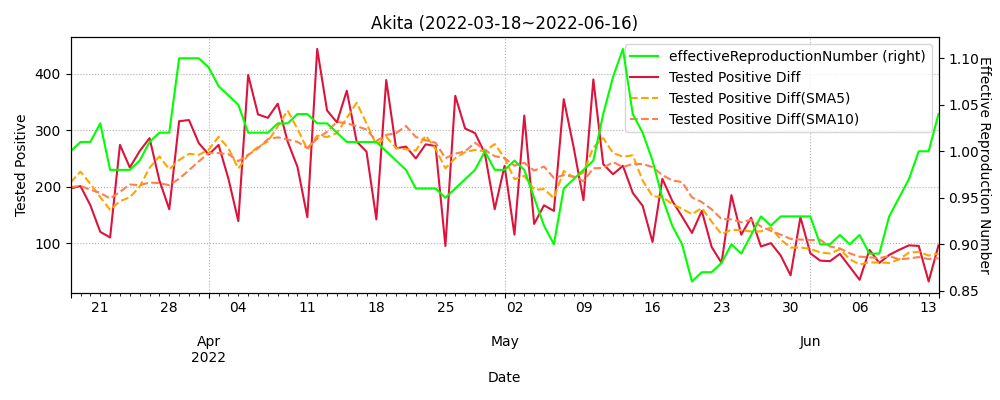 Akita (2022-03-18~2022-06-16)
effectiveReproductionNumber (right)
Tested Positive Diff
Tested Positive Diff(SMA5)
Tested Positive Diff(SMA10)
Tested Positive
400
300
200
100
1.10
1.05
1.00
0.95
0.90
0.85
Effective Reproduction Number
21 28 04 11 18 25 02 09 16 23 30 06 13
Apr May Jun
2022
Date